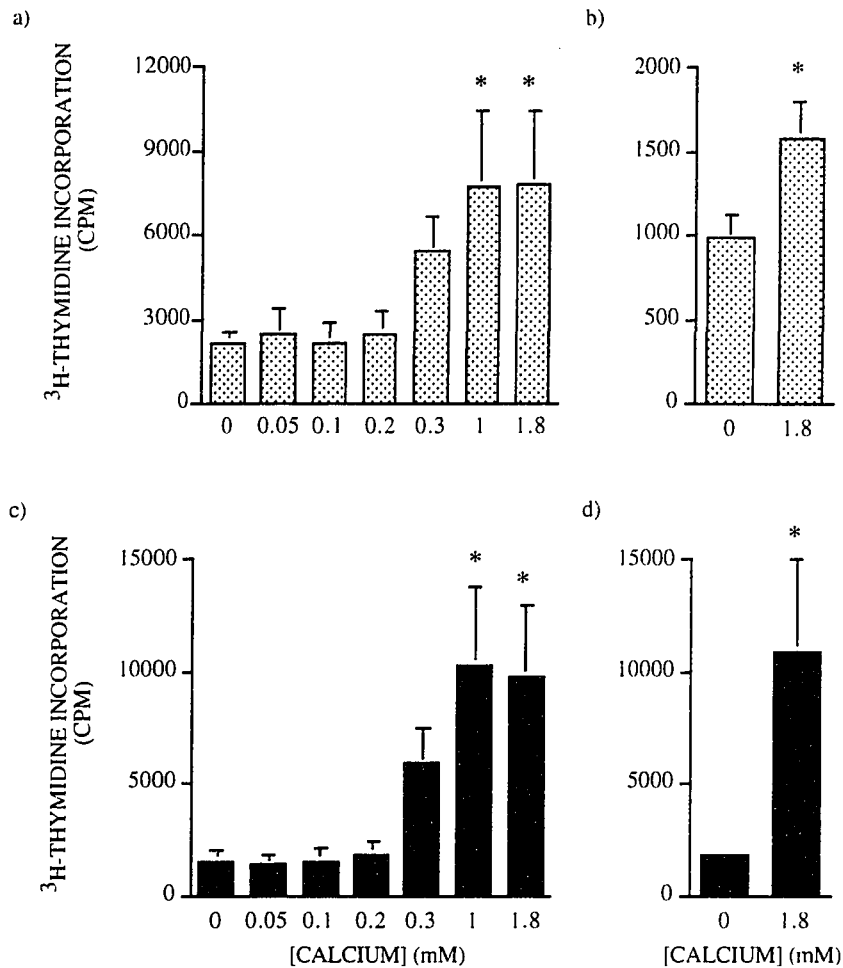 a)
³H-THYMIDINE INCORPORATION
(CPM)
12000
9000
6000
3000
0
* *
0 0.05 0.1 0.2 0.3 1 1.8
b)
2000
1500
1000
500
0
*
0 1.8
c)
³H-THYMIDINE INCORPORATION
(CPM)
15000
10000
5000
0
* *
0 0.05 0.1 0.2 0.3 1 1.8
[CALCIUM] (mM)
d)
15000
10000
5000
0
*
0 1.8
[CALCIUM] (mM)